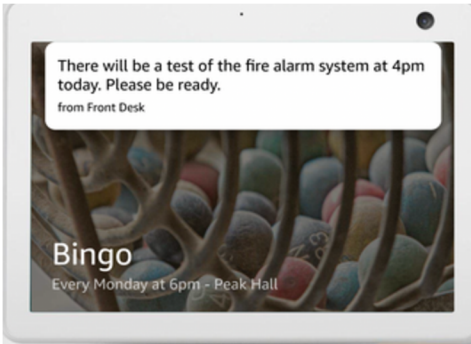 There will be a test of the fire alarm system at 4pm
today. Please be ready.
from Front Desk
Bingo
Every Monday at 6pm - Peak Hall